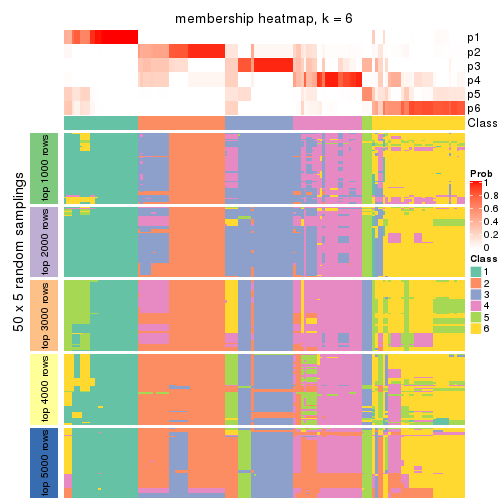 membership heatmap, k = 6
p1
p2
p3
p4
p5
p6
Class
50 x 5 random samplings
top 1000 rows
top 2000 rows
top 3000 rows
top 4000 rows
top 5000 rows
Prob
1
0.8
0.6
0.4
0.2
0
Class
1
2
3
4
5
6